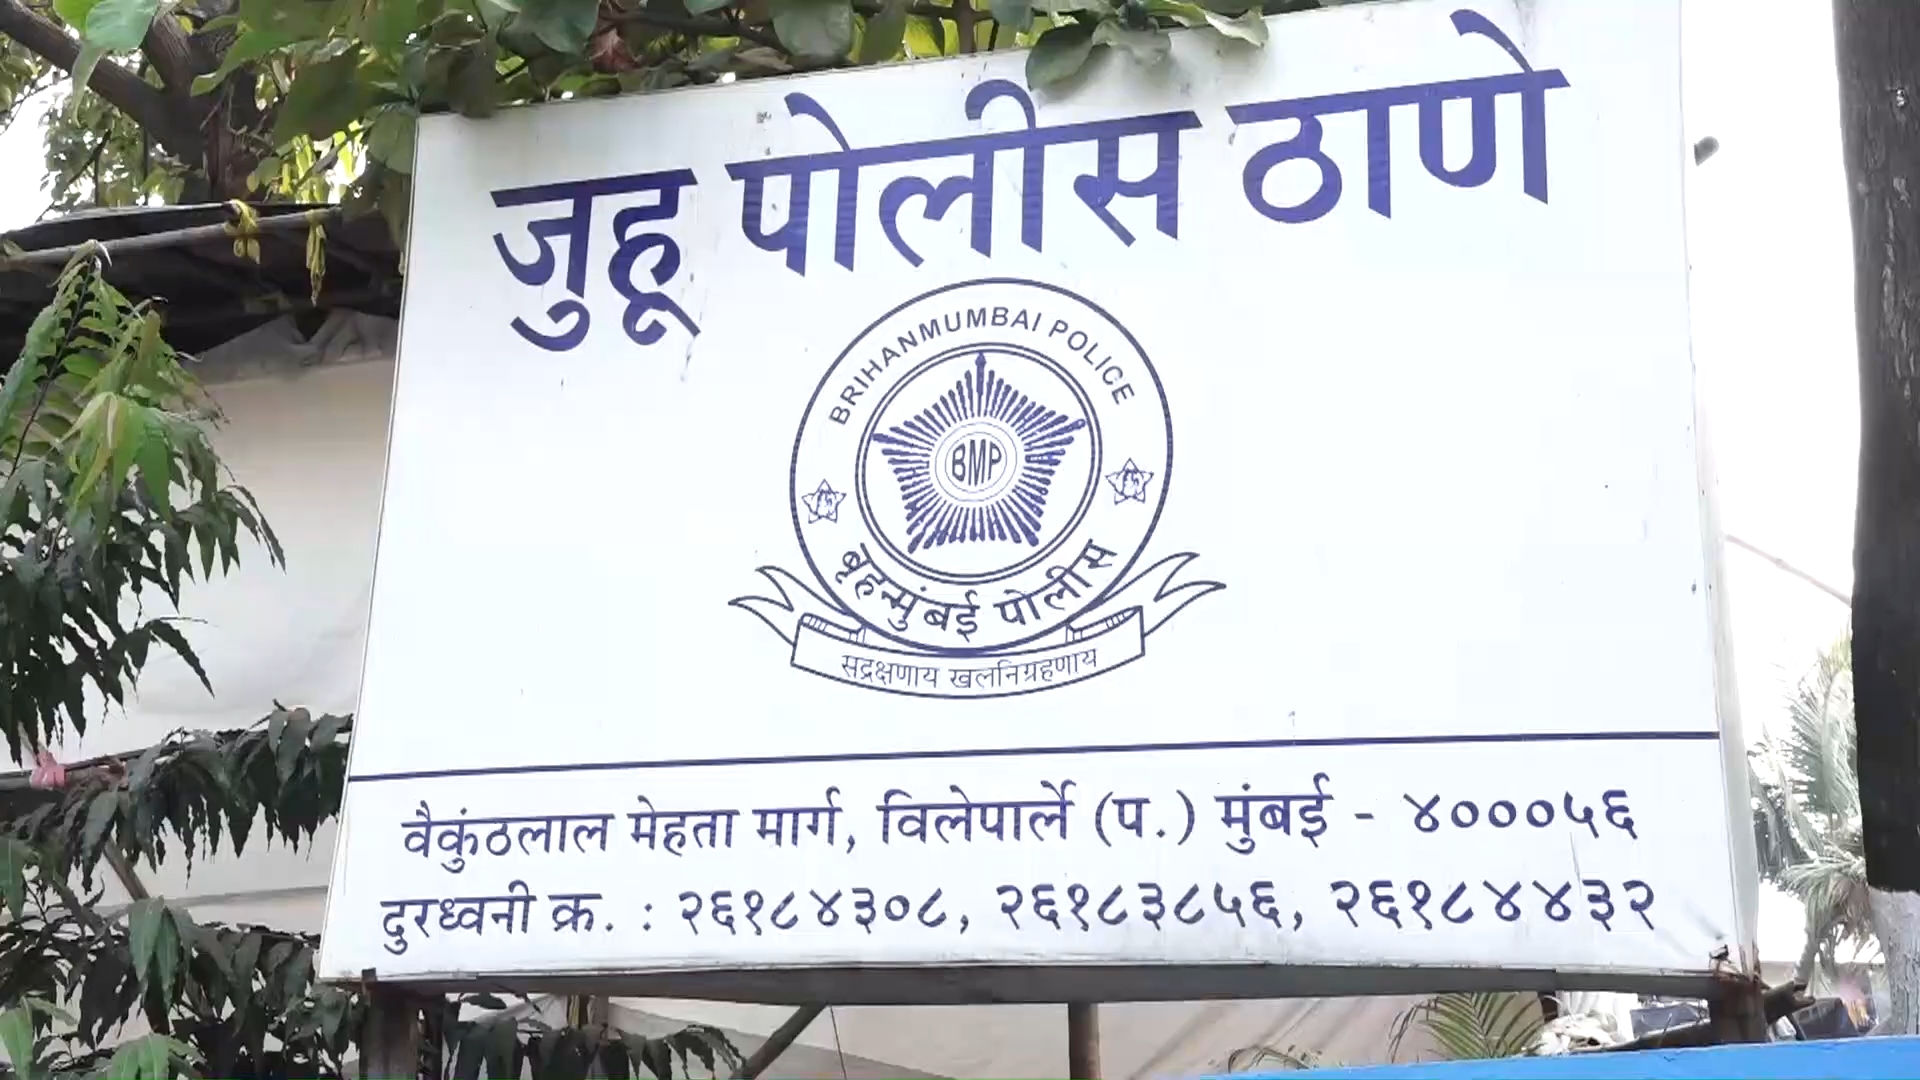 जुहू पोलीस ठाणे
BRIHANMUMBAI POLICE
BMP
बृहन्मुंबई पोलीस
सद्रक्षणाय खलनिग्रहणाय
वैकुंठलाल मेहता मार्ग, विलेपार्ले (प.) मुंबई - ४०००५६
दुरध्वनी क्र. : २६१८४३०८, २६१८३८५६, २६१८४४३२